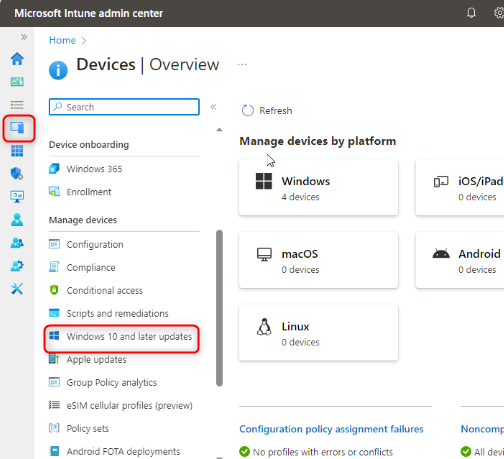 Microsoft Intune admin center
Home >
Devices | Overview ...
Search
Refresh
Device onboarding
Windows 365
Enrollment
Manage devices
Configuration
Compliance
Conditional access
Scripts and remediations
Windows 10 and later updates
Apple updates
Group Policy analytics
eSIM cellular profiles (preview)
Policy sets
Android FOTA deployments
Manage devices by platform
Windows
4 devices
iOS/iPad
0 devices
macOS
0 devices
Android
0 devices
Linux
0 devices
Configuration policy assignment failures
No profiles with errors or conflicts
Noncomp
All devi